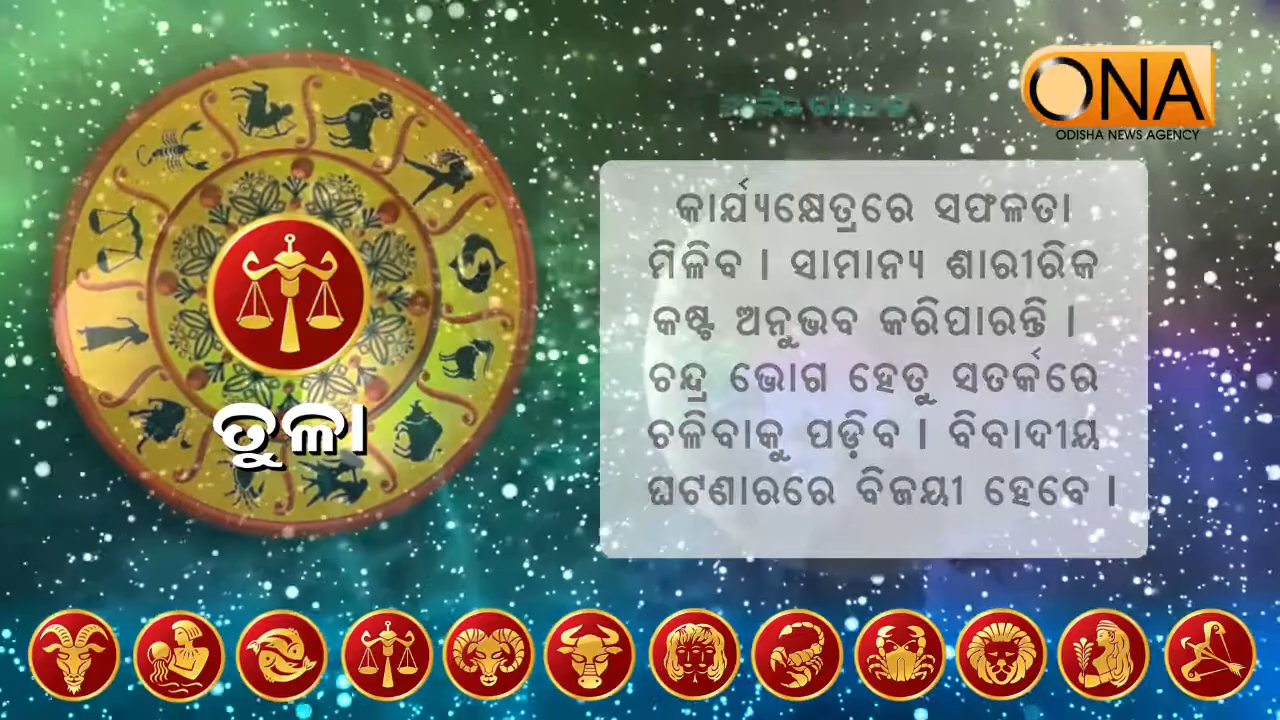 ONA
ODISHA NEWS AGENCY
କାର୍ଯ୍ୟକ୍ଷେତ୍ରରେ ସଫଳତା
ମିଳିବ । ସାମାନ୍ୟ ଶାରୀରିକ
କଷ୍ଟ ଅନୁଭବ କରିପାରନ୍ତି ।
ଚନ୍ଦ୍ର ଭୋଗ ହେତୁ ସତର୍କରେ
ଚଳିବାକୁ ପଡ଼ିବ । ବିବାଦୀୟ
ଘଟଣାରରେ ବିଜୟୀ ହେବେ ।
ତୁଳା